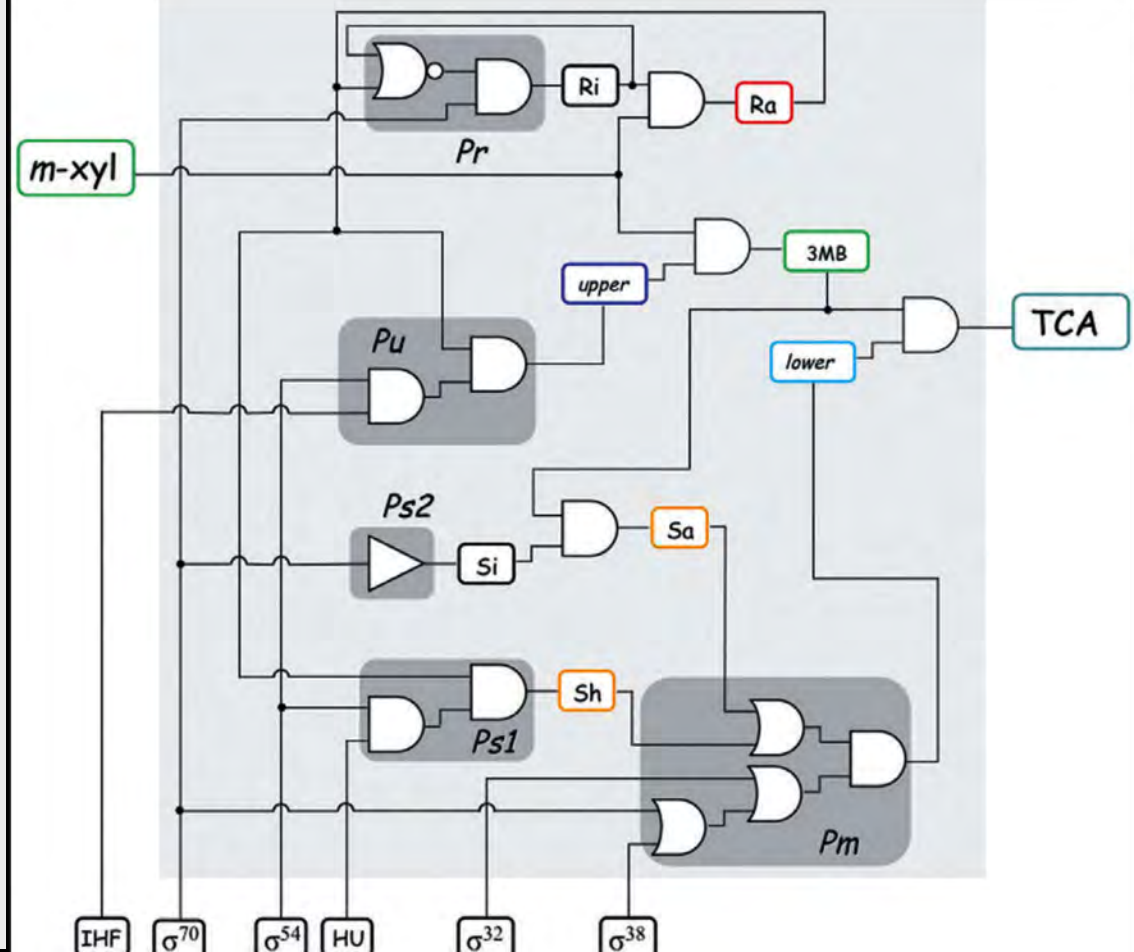 Ri
Ra
Pr
m-xyl
3MB
upper
TCA
Pu
lower
Ps2
Sa
Si
Sh
Ps1
Pm
IHF
σ⁷⁰
σ⁵⁴
HU
σ³²
σ³⁸